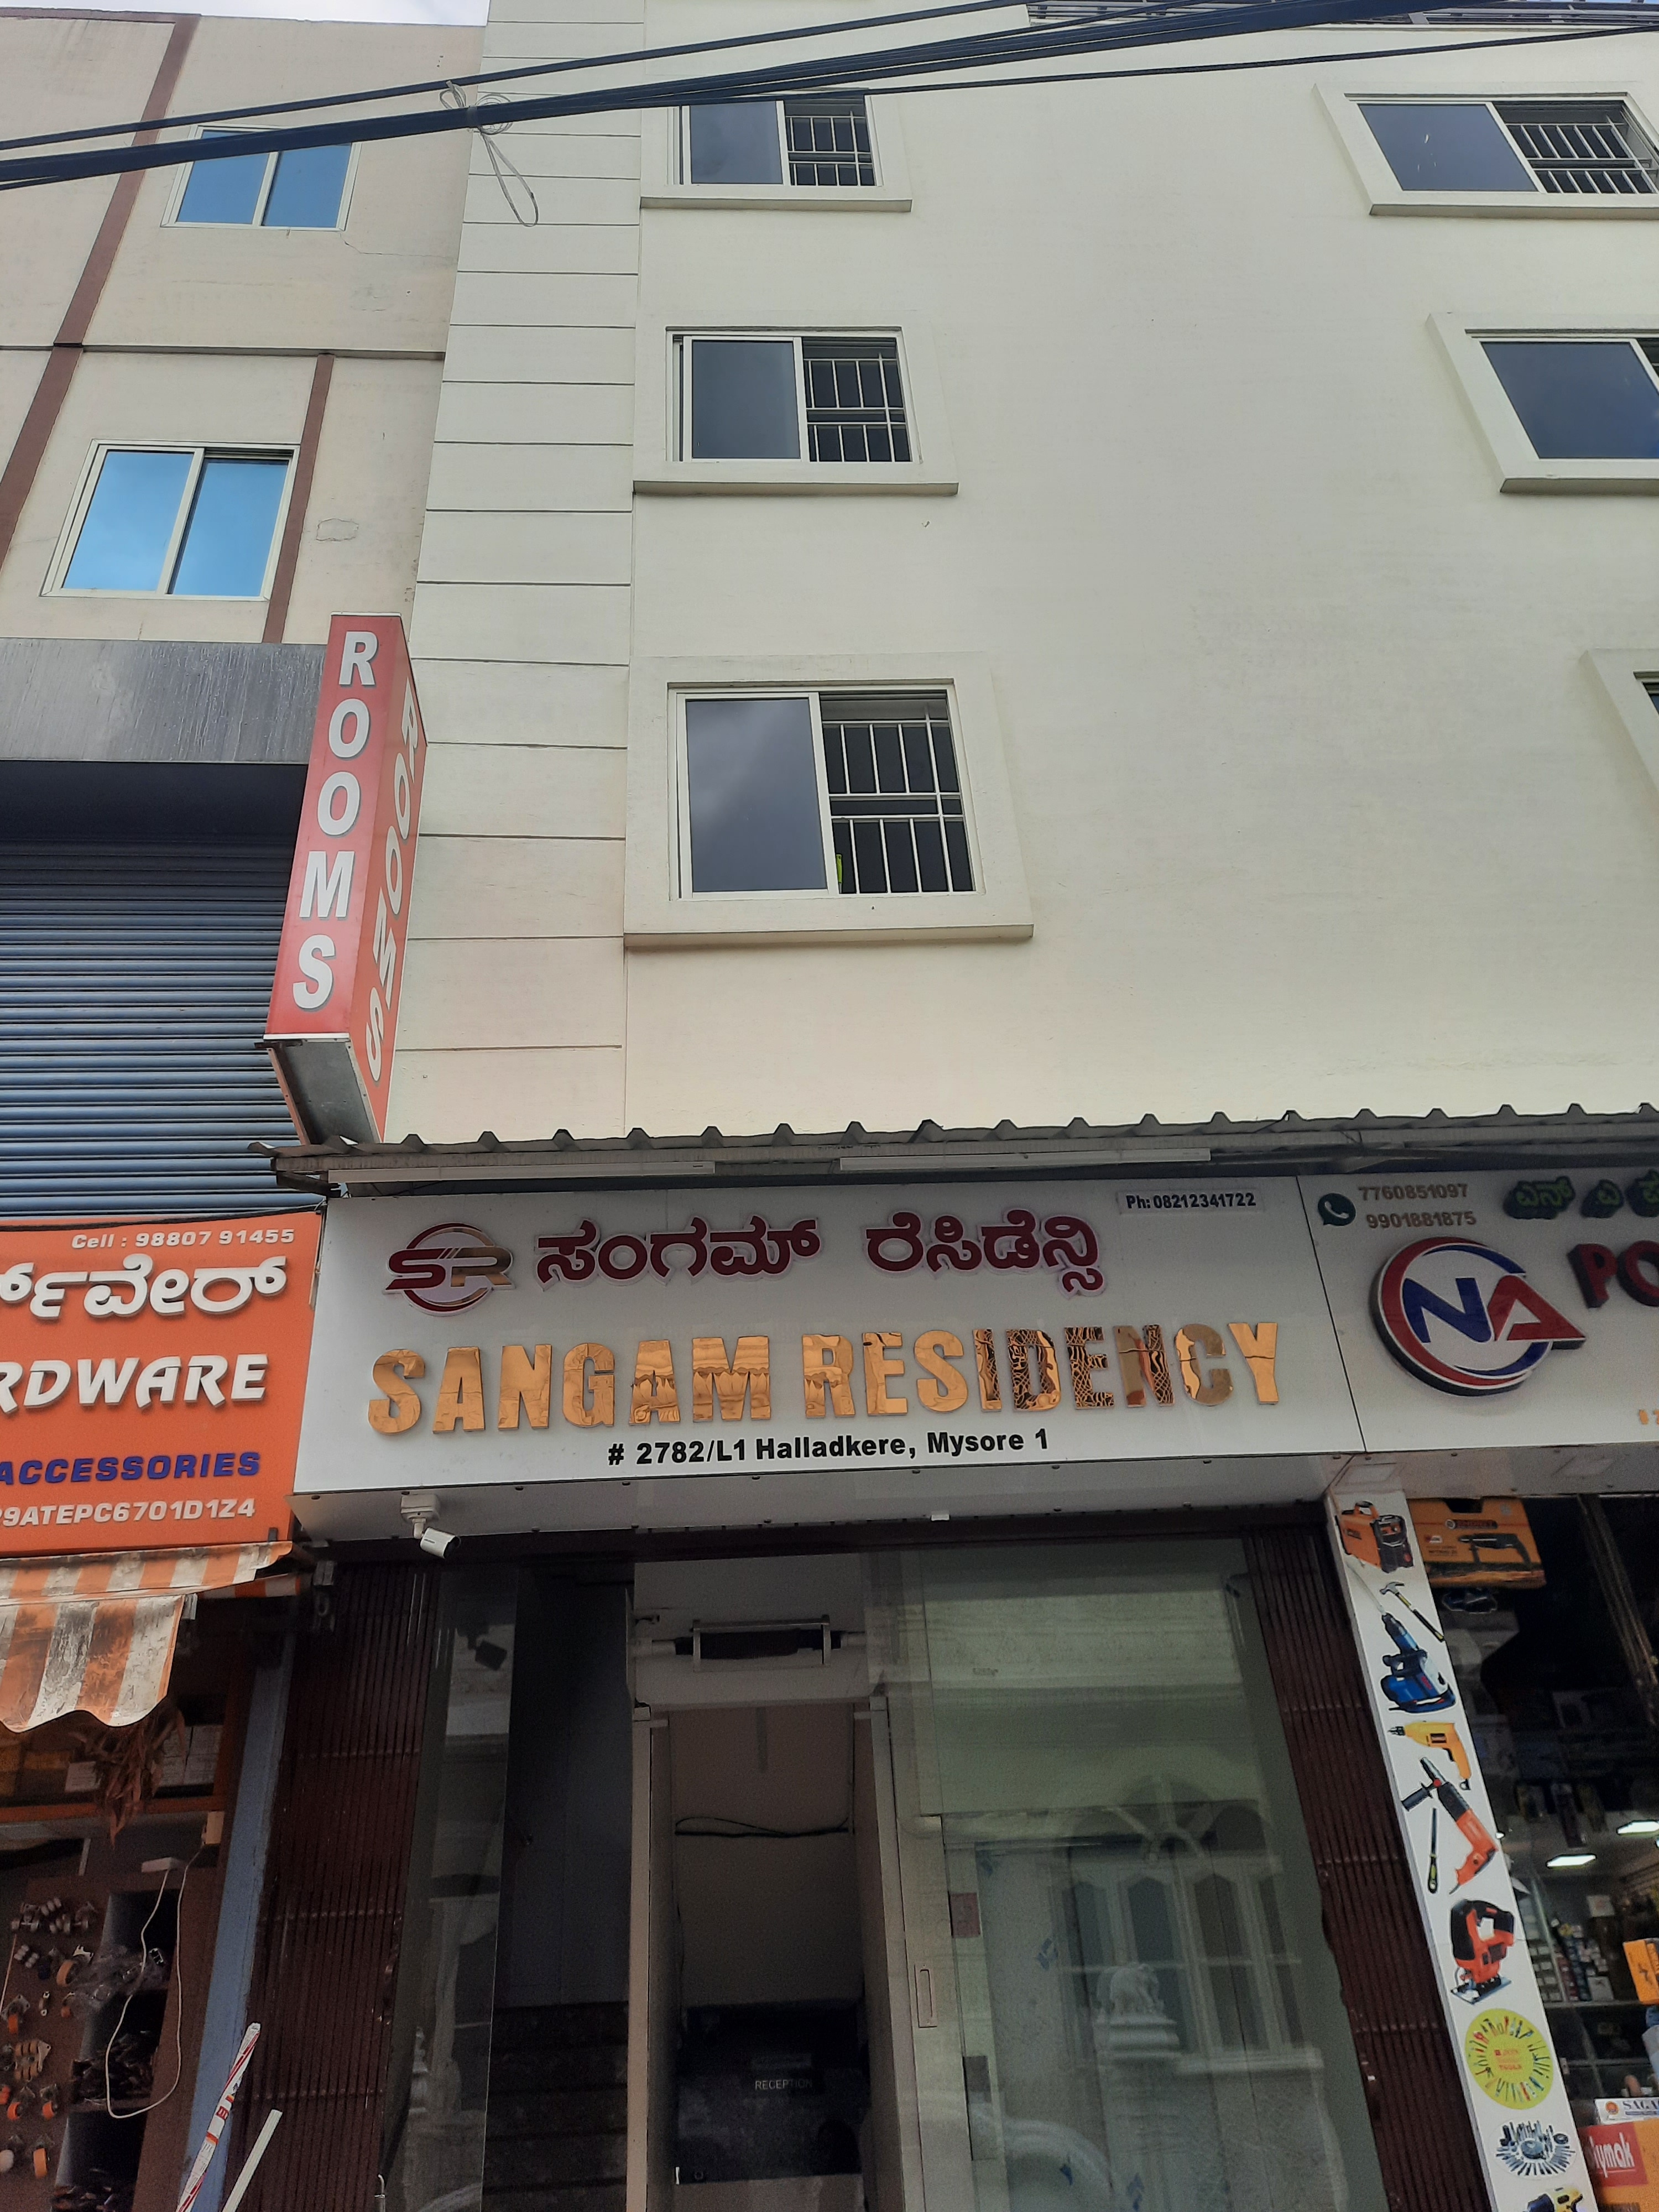 ROOMS
ROOMS
Cell : 98807 91455
ACCESSORIES
SR
ಸಂಗಮ್ ರೆಸಿಡೆನ್ಸಿ
Ph: 08212341722
SANGAM RESIDENCY
# 2782/L1 Halladkere, Mysore 1
7760851097
9901881875
NA
RECEPTION